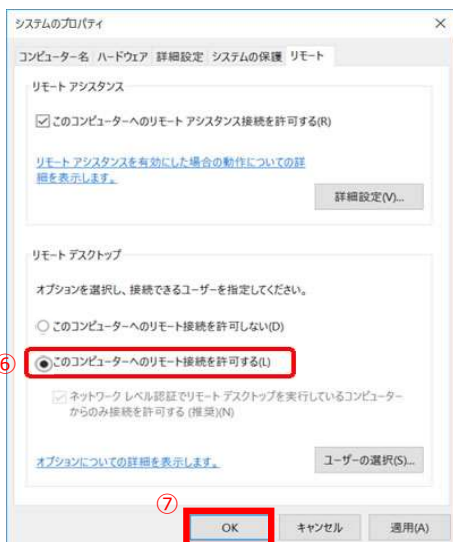 システムのプロパティ
コンピューター名 ハードウェア 詳細設定 システムの保護 リモート
リモート アシスタンス
このコンピューターへのリモート アシスタンス接続を許可する(R)
リモート アシスタンスを有効にした場合の動作についての詳
細を表示します。
詳細設定(V)...
リモート デスクトップ
オプションを選択し、接続できるユーザーを指定してください。
このコンピューターへのリモート接続を許可しない(D)
⑥ このコンピューターへのリモート接続を許可する(L)
ネットワーク レベル認証でリモート デスクトップを実行しているコンピューター
からのみ接続を許可する (推奨)(N)
オプションについての詳細を表示します。 ユーザーの選択(S)...
⑦
OK キャンセル 適用(A)